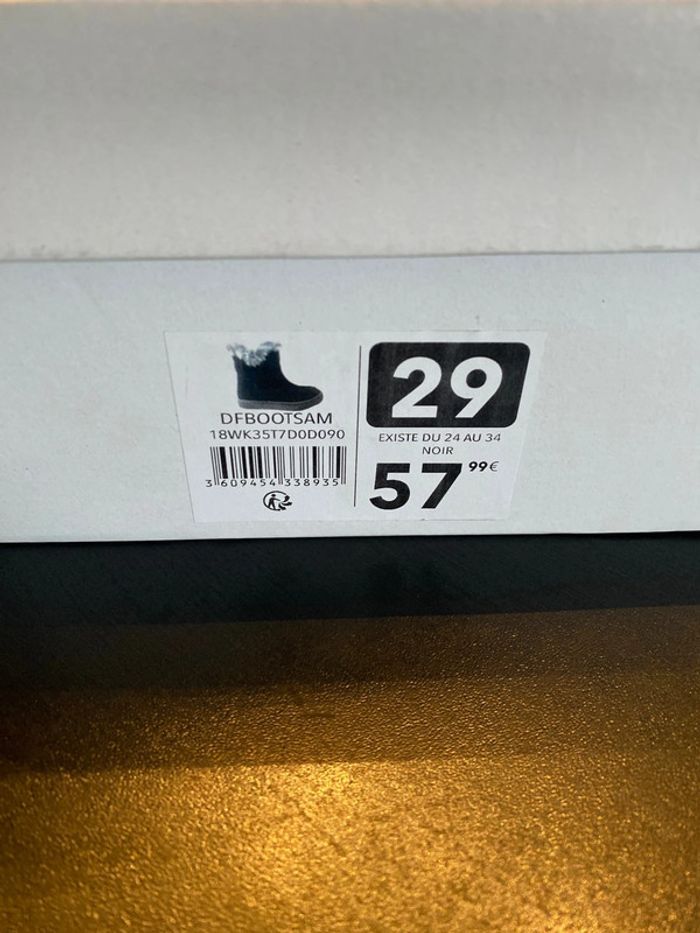 DFBOOTSAM
18WK35T7D0D090
3 609454 338935
29
EXISTE DU 24 AU 34
NOIR
57 99€